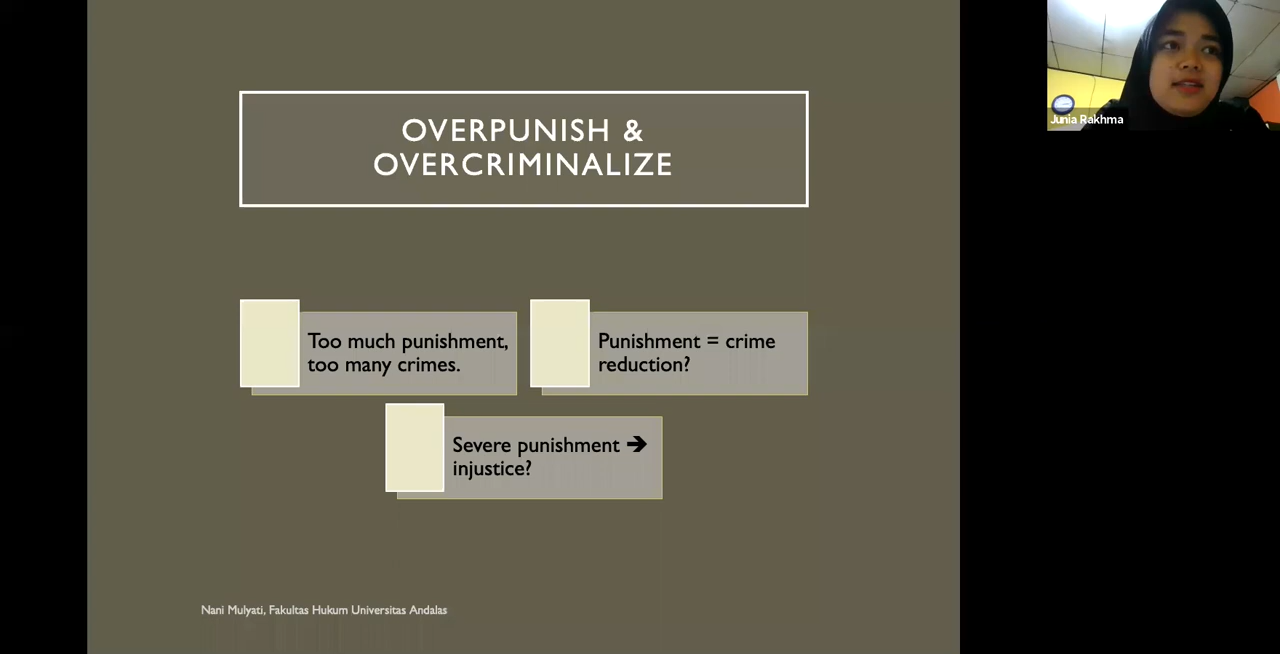 OVERPUNISH &
OVERCRIMINALIZE
Too much punishment,
too many crimes.
Punishment = crime
reduction?
Severe punishment ➔
injustice?
Nani Mulyati, Fakultas Hukum Universitas Andalas
Junia Rakhma